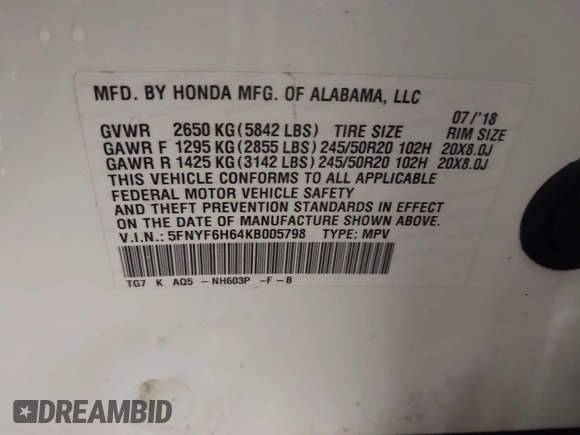 MFD. BY HONDA MFG. OF ALABAMA, LLC
07/'18
GVWR 2650 KG (5842 LBS) TIRE SIZE RIM SIZE
GAWR F 1295 KG (2855 LBS) 245/50R20 102H 20X8.0J
GAWR R 1425 KG (3142 LBS) 245/50R20 102H 20X8.0J
THIS VEHICLE CONFORMS TO ALL APPLICABLE
FEDERAL MOTOR VEHICLE SAFETY
AND THEFT PREVENTION STANDARDS IN EFFECT
ON THE DATE OF MANUFACTURE SHOWN ABOVE.
V.I.N.: 5FNYF6H64KB005798 TYPE: MPV
TG7 K AQ5 -NH603P -F-B
DREAMBID